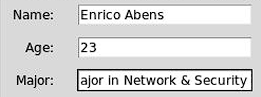 Name: Enrico Abens
Age: 23
Major: ajor in Network & Security